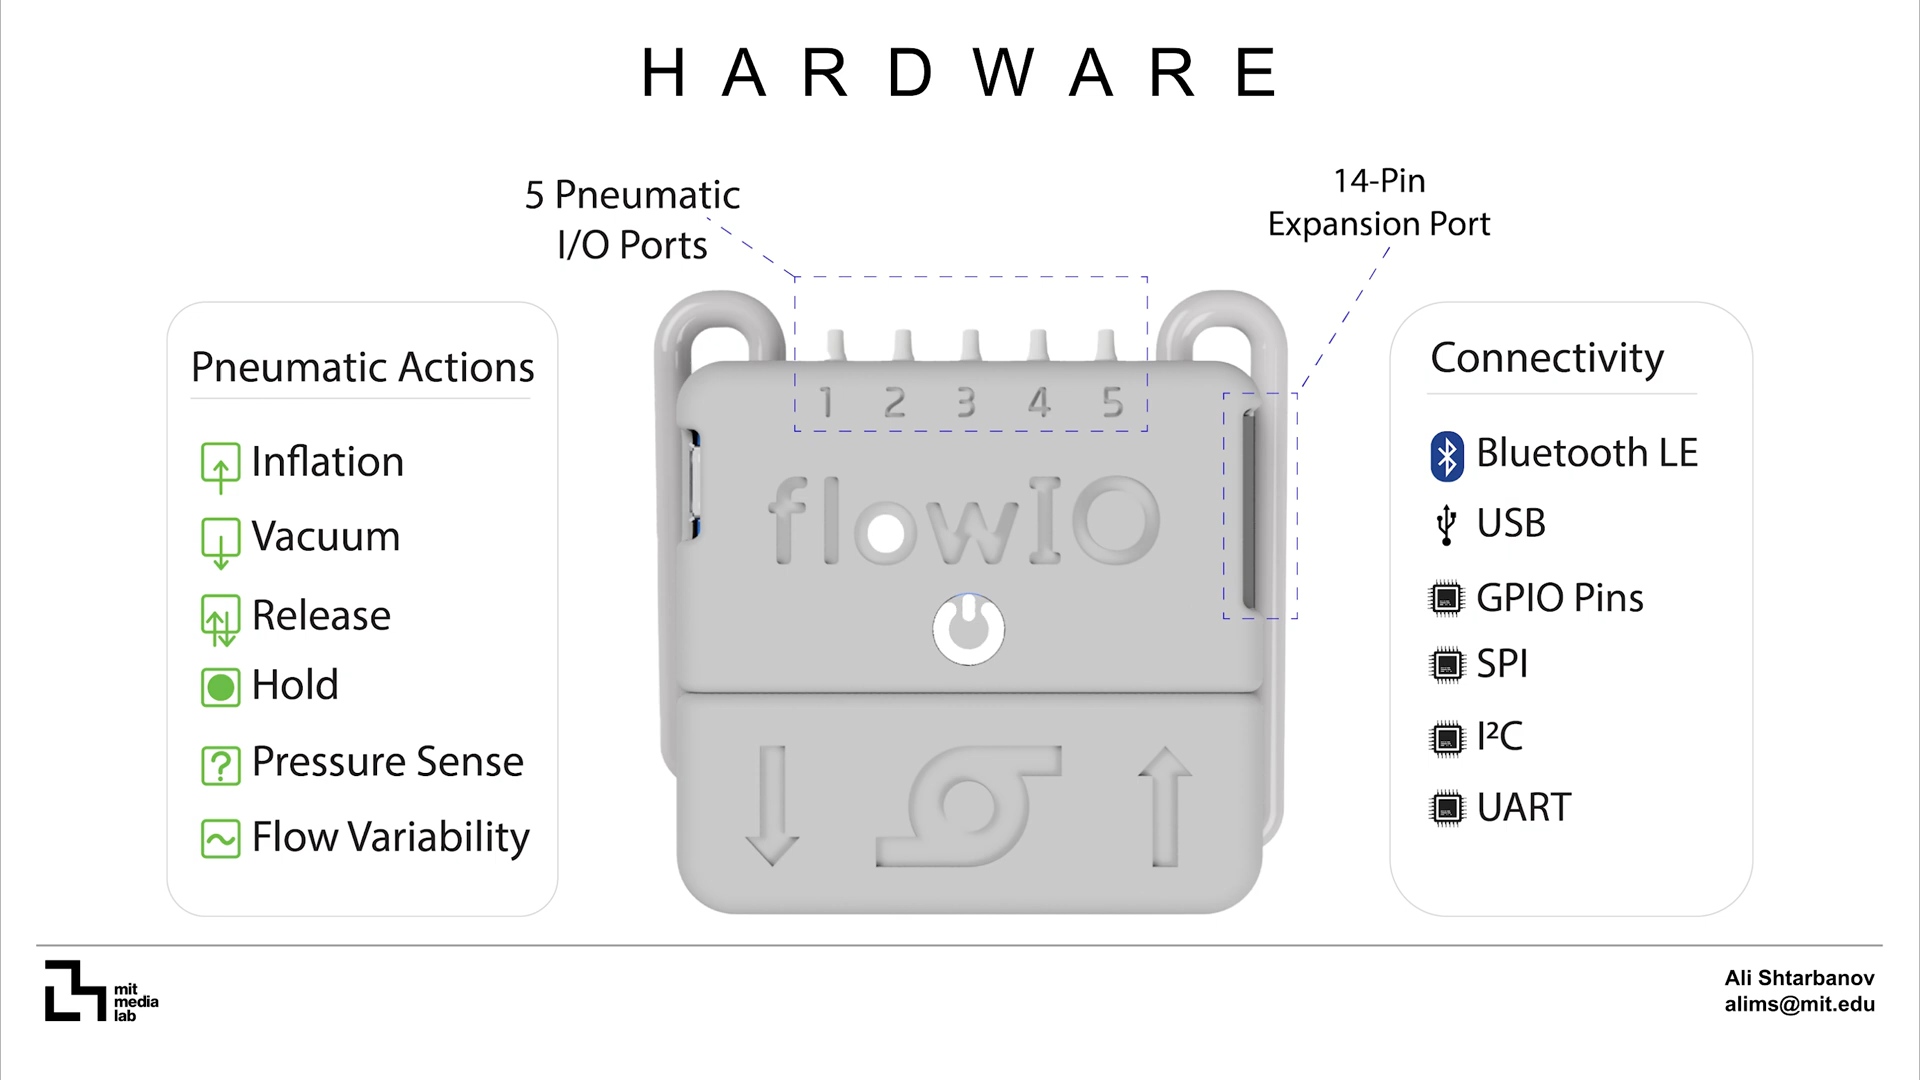 H A R D W A R E
5 Pneumatic
I/O Ports
14-Pin
Expansion Port
Pneumatic Actions
Inflation
Vacuum
Release
Hold
Pressure Sense
Flow Variability
1 2 3 4 5
flowIO
Connectivity
Bluetooth LE
USB
GPIO Pins
SPI
I²C
UART
mit
media
lab
Ali Shtarbanov
alims@mit.edu